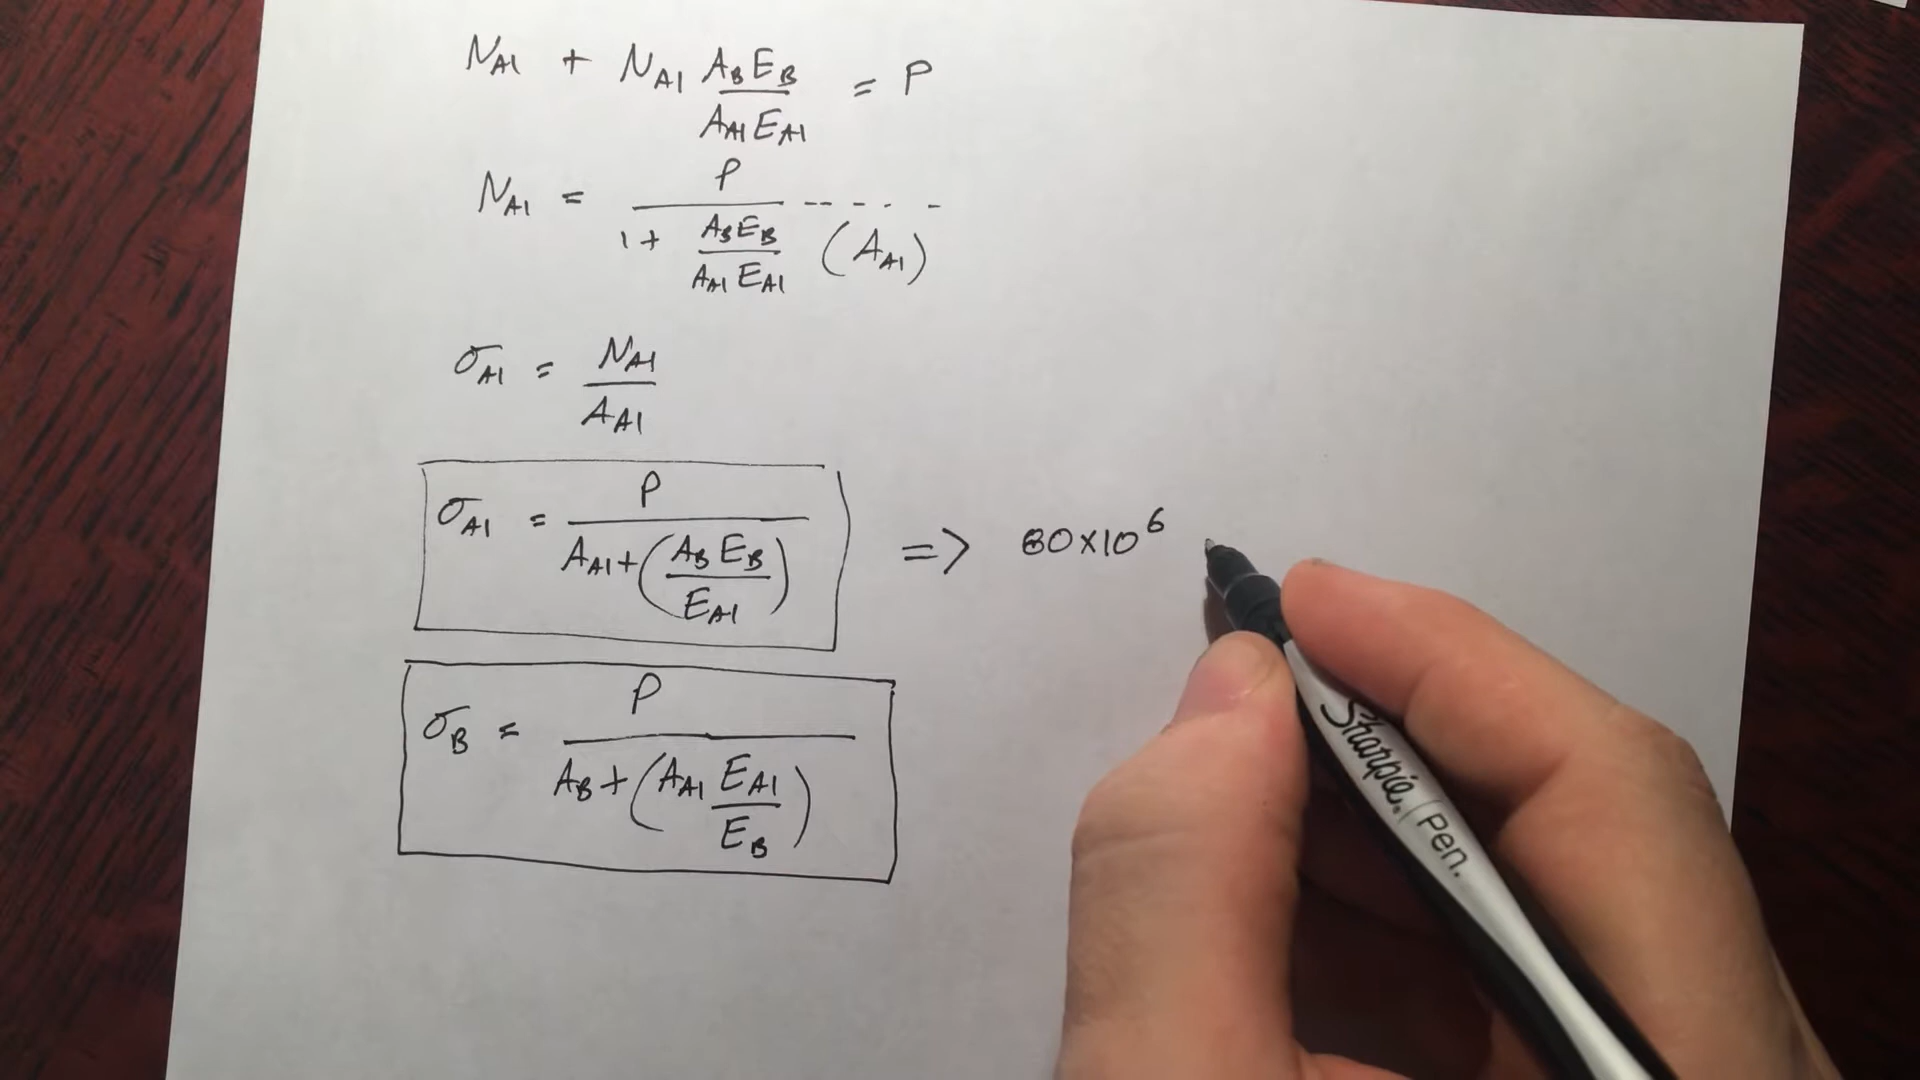 N_Al + N_Al A_B E_B / A_Al E_Al = P
N_Al = P / (1 + A_B E_B / A_Al E_Al) - - - - - (A_Al)
σ_Al = N_Al / A_Al
σ_Al = P / (A_Al + (A_B E_B / E_Al)) => 80×10^6
σ_B = P / (A_B + (A_Al E_Al / E_B))
Sharpie. | Pen.